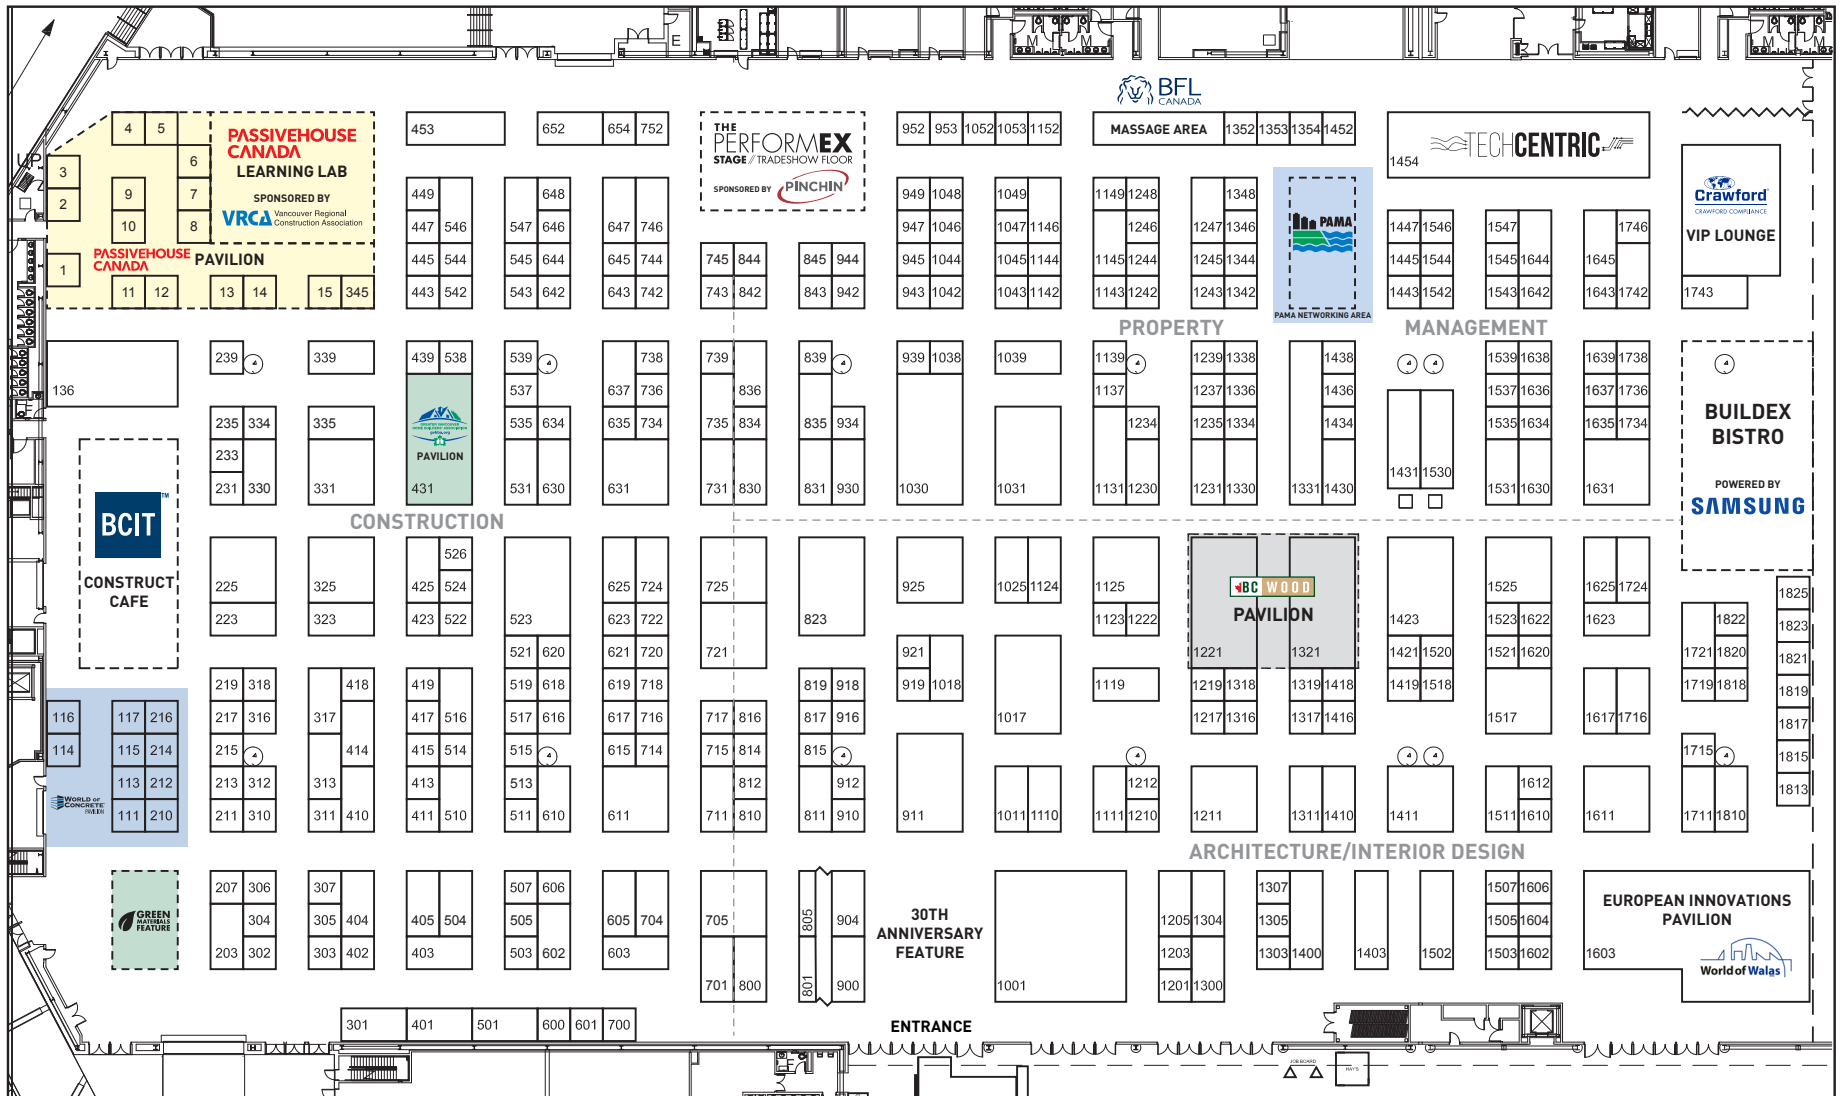 BFL
CANADA
E
M
M
M
M
UP
4 5
PASSIVEHOUSE
CANADA
LEARNING LAB
SPONSORED BY
VRCA Vancouver Regional
Construction Association
453
652 654 752
THE
PERFORMEX
STAGE // TRADESHOW FLOOR
SPONSORED BY PINCHIN
952 953 1052 1053 1152
MASSAGE AREA 1352 1353 1354 1452
1454
TECHCENTRIC
3
2
6
9 7
10 8
1
PASSIVEHOUSE
CANADA
PAVILION
11 12 13 14 15 345
449 648
447 546 547 646 647 746
445 544 545 644 645 744 745 844 845 944
443 542 543 642 643 742 743 842 843 942
949 1048 1049 1149 1248 1348
947 1046 1047 1146 1246 1247 1346
945 1044 1045 1144 1145 1244 1245 1344
943 1042 1043 1142 1143 1242 1243 1342
PAMA
PAMA NETWORKING AREA
1447 1546 1547 1746
1445 1544 1545 1644 1645
1443 1542 1543 1642 1643 1742 1743
Crawford
CRAWFORD COMPLIANCE
VIP LOUNGE
PROPERTY MANAGEMENT
136
239 339 439 538 539 738 739 839 939 1038 1039 1139 1239 1338 1438 1539 1638 1639 1738
537 637 736 836 1137 1237 1336 1436 1537 1636 1637 1736
235 334 335 535 634 635 734 735 834 835 934 1234 1235 1334 1434 1535 1634 1635 1734
233
231 330 331 431 531 630 631 731 830 831 930 1030 1031 1131 1230 1231 1330 1331 1430 1431 1530 1531 1630 1631
GREATER VANCOUVER
HOME BUILDERS' ASSOCIATION
PAVILION
BUILDEX
BISTRO
POWERED BY
SAMSUNG
BCIT
CONSTRUCT
CAFE
CONSTRUCTION
526
225 325 425 524 625 724 725 925 1025 1124 1125 1525 1625 1724
223 323 423 522 523 623 722 823 1123 1222 1423 1523 1622 1623
521 620 621 720 721 921 1221 1321 1421 1520 1521 1620
BC WOOD
PAVILION
1825
1823
1821
1819
1817
1815
1813
1822
1721 1820
1719 1818
219 318 418 419 519 618 619 718 819 918 919 1018 1119 1219 1318 1319 1418 1419 1518
116 117 216 217 316 317 417 516 517 616 617 716 717 816 817 916 1017 1217 1316 1317 1416 1517 1617 1716
114 115 214 215 414 415 514 515 615 714 715 814 815 1715
113 212 213 312 313 413 513 812 912 1212 1612
111 210 211 310 311 410 411 510 511 610 611 711 810 811 910 911 1011 1110 1111 1210 1211 1311 1410 1411 1511 1610 1611 1711 1810
WORLD OF
CONCRETE
PAVILION
ARCHITECTURE/INTERIOR DESIGN
GREEN
MATERIALS
FEATURE
207 306 307 507 606 1307 1507 1606
304 305 404 405 504 505 605 704 705 805 904 1205 1304 1305 1505 1604
203 302 303 402 403 503 602 603 1203 1303 1400 1403 1502 1503 1602 1603
701 800 801 900 1001 1201 1300
30TH
ANNIVERSARY
FEATURE
EUROPEAN INNOVATIONS
PAVILION
World of Walas
301 401 501 600 601 700
ENTRANCE
JOB BOARD
HAY'S
F
F